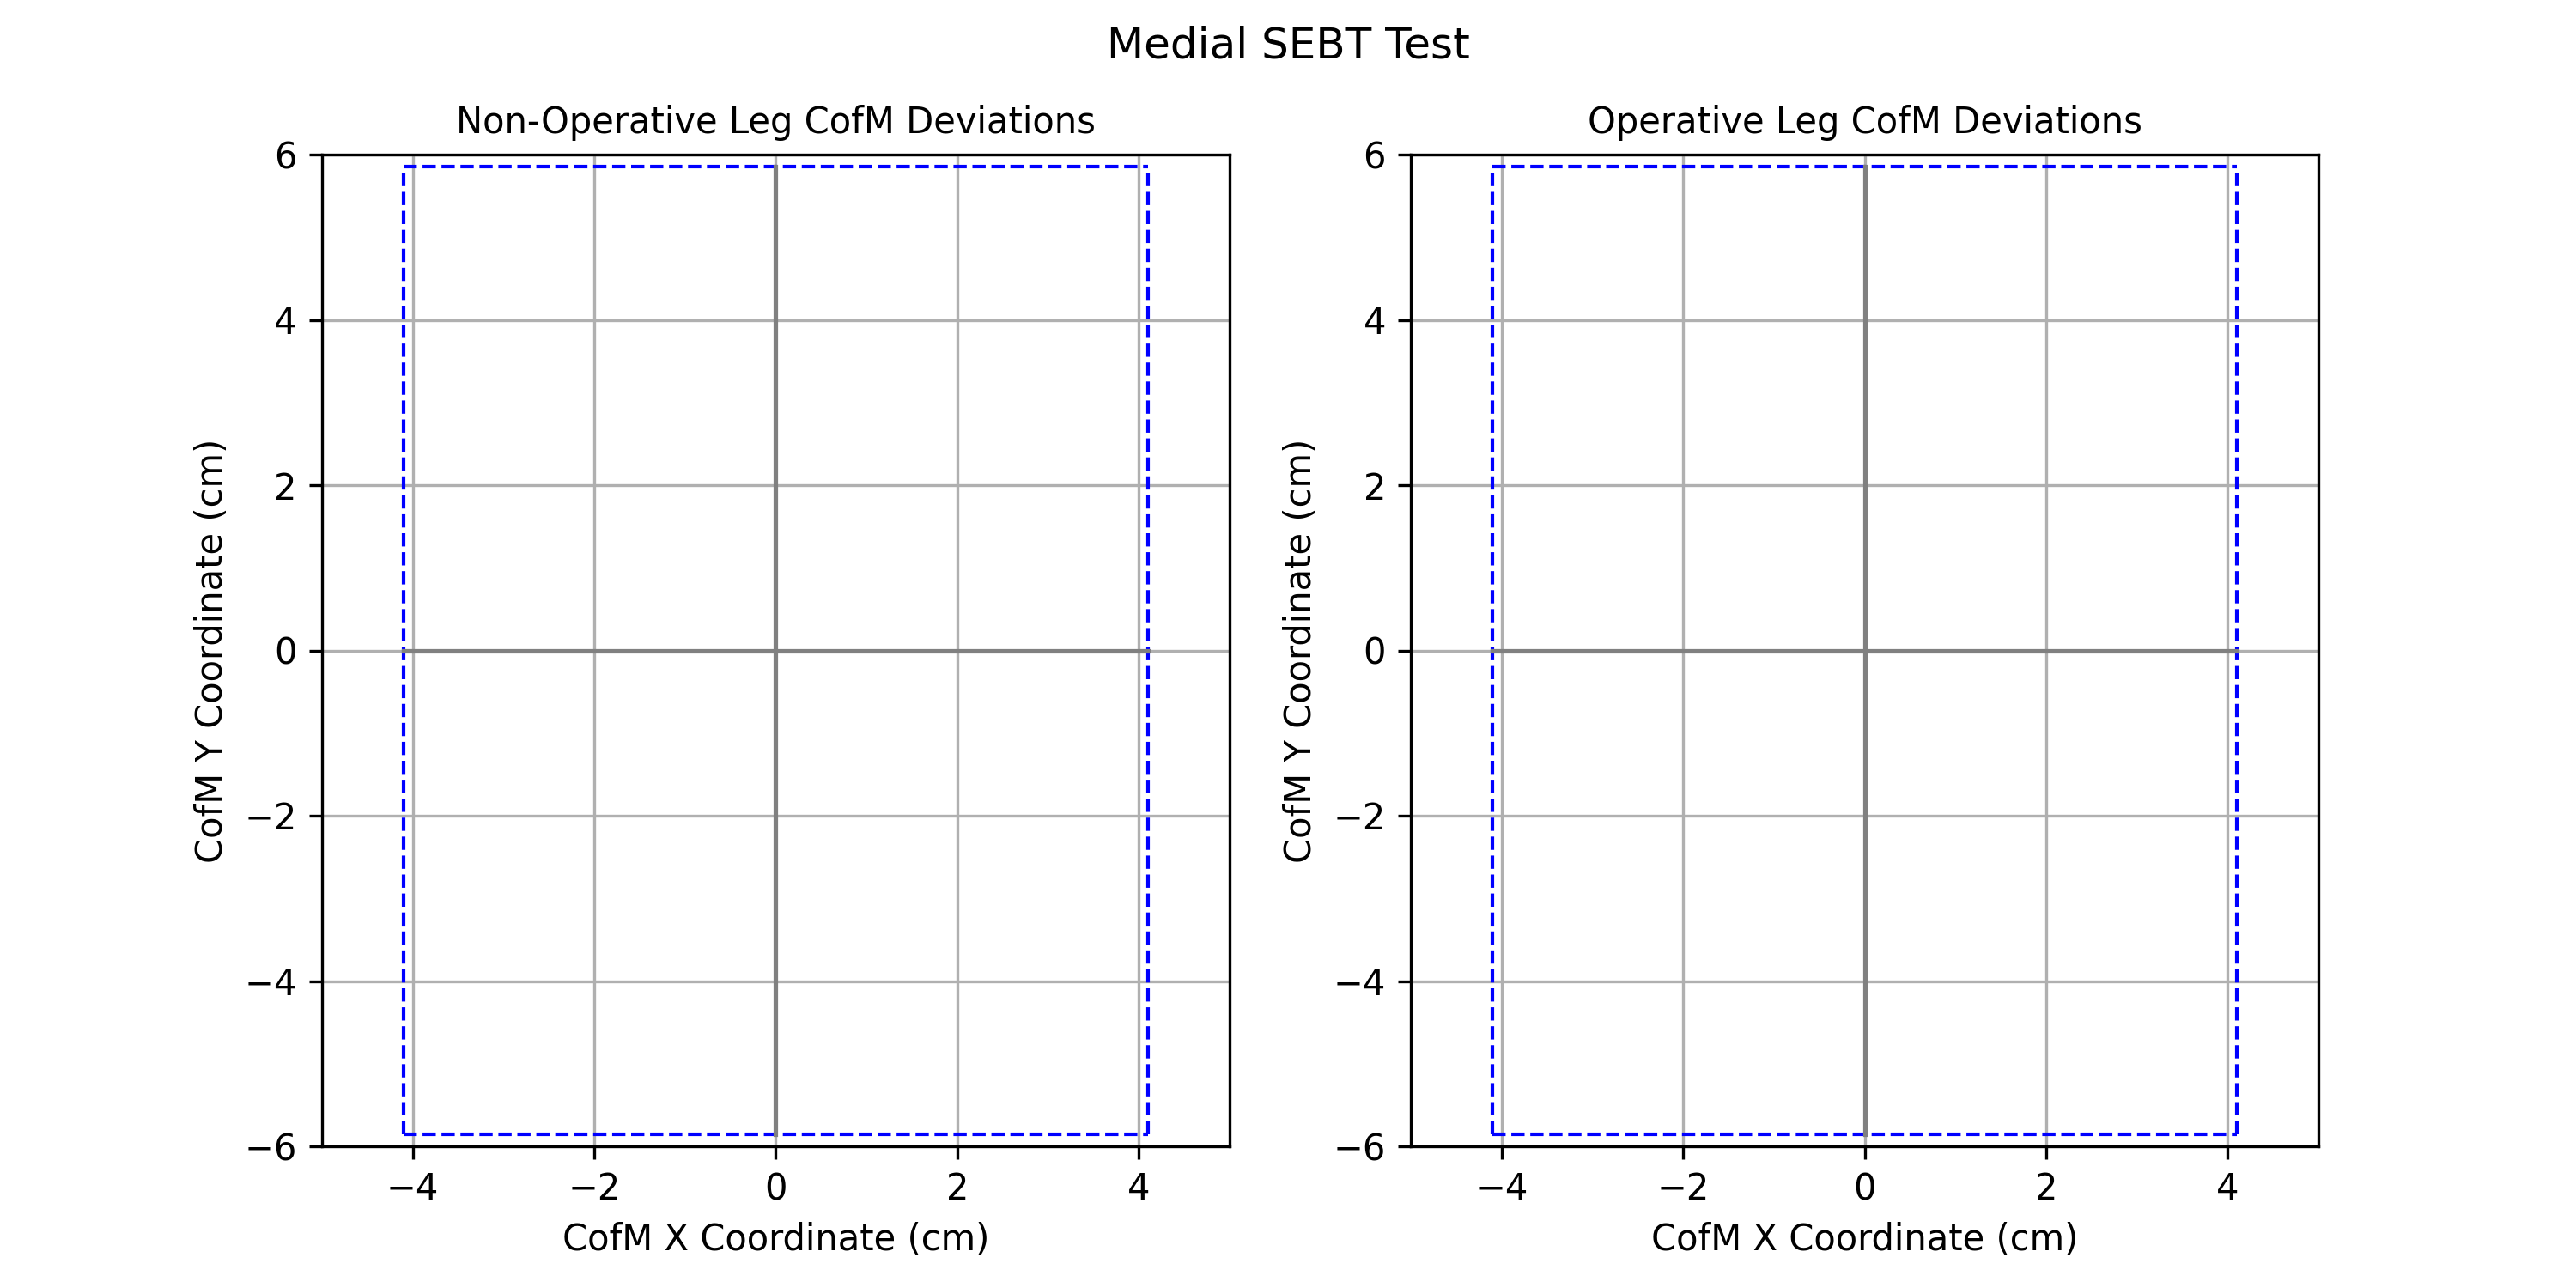 Medial SEBT Test
Non-Operative Leg CofM Deviations
6
4
2
0
−2
−4
−6
CofM Y Coordinate (cm)
−4 −2 0 2 4
CofM X Coordinate (cm)
Operative Leg CofM Deviations
6
4
2
0
−2
−4
−6
CofM Y Coordinate (cm)
−4 −2 0 2 4
CofM X Coordinate (cm)